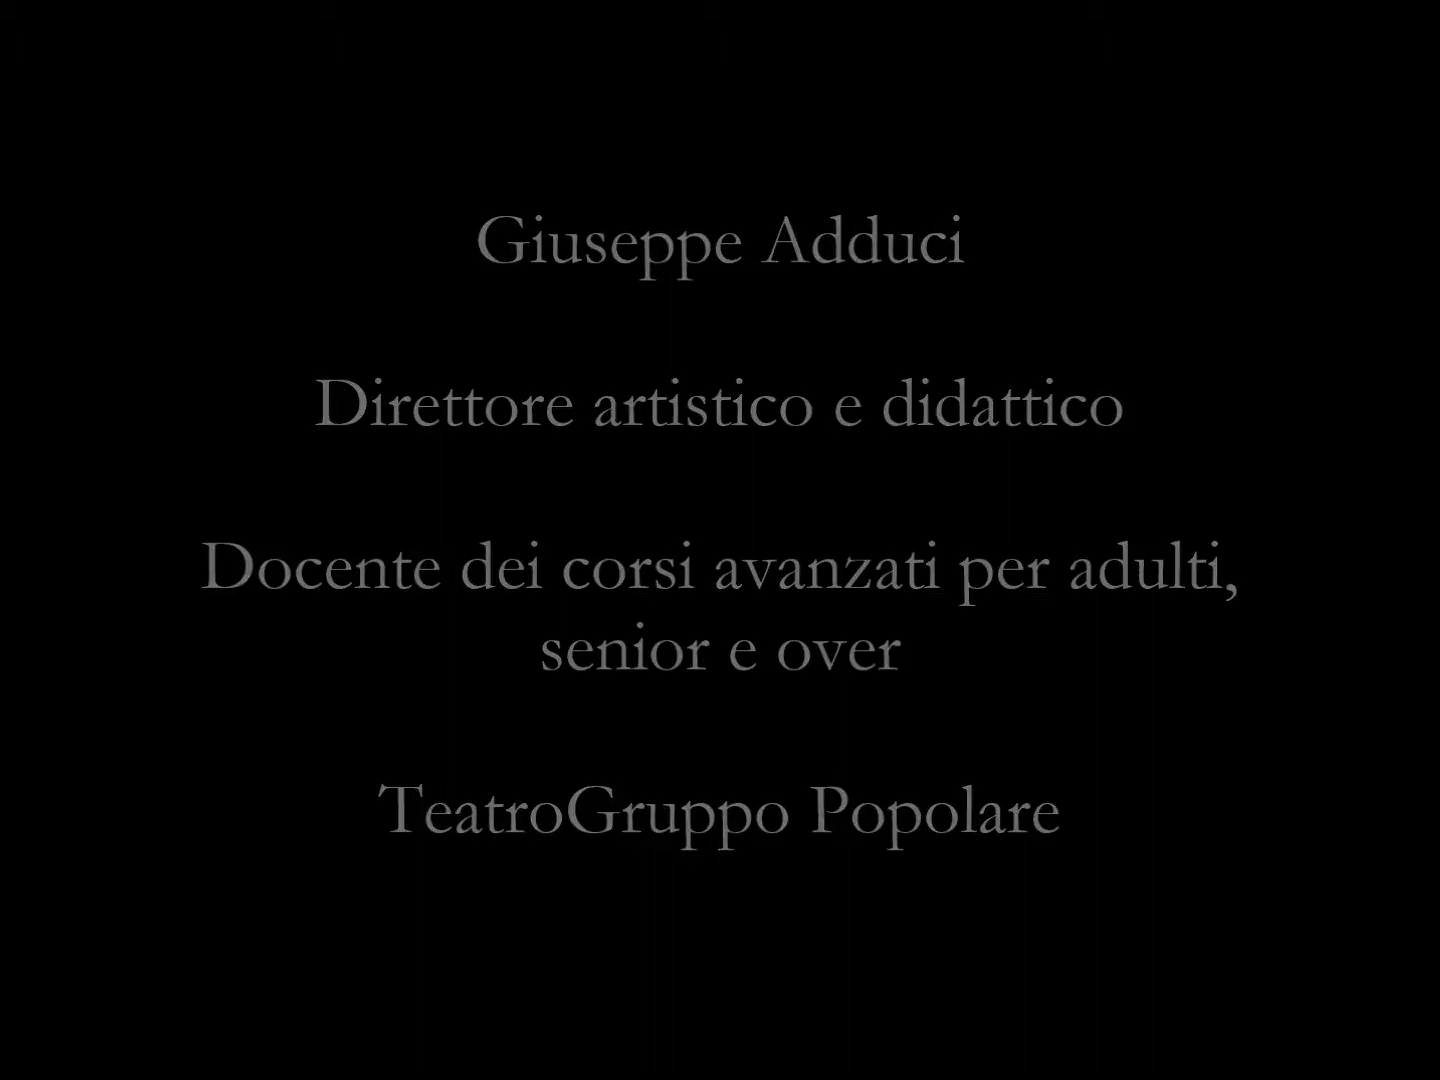 Giuseppe Adduci
Direttore artistico e didattico
Docente dei corsi avanzati per adulti,
senior e over
TeatroGruppo Popolare